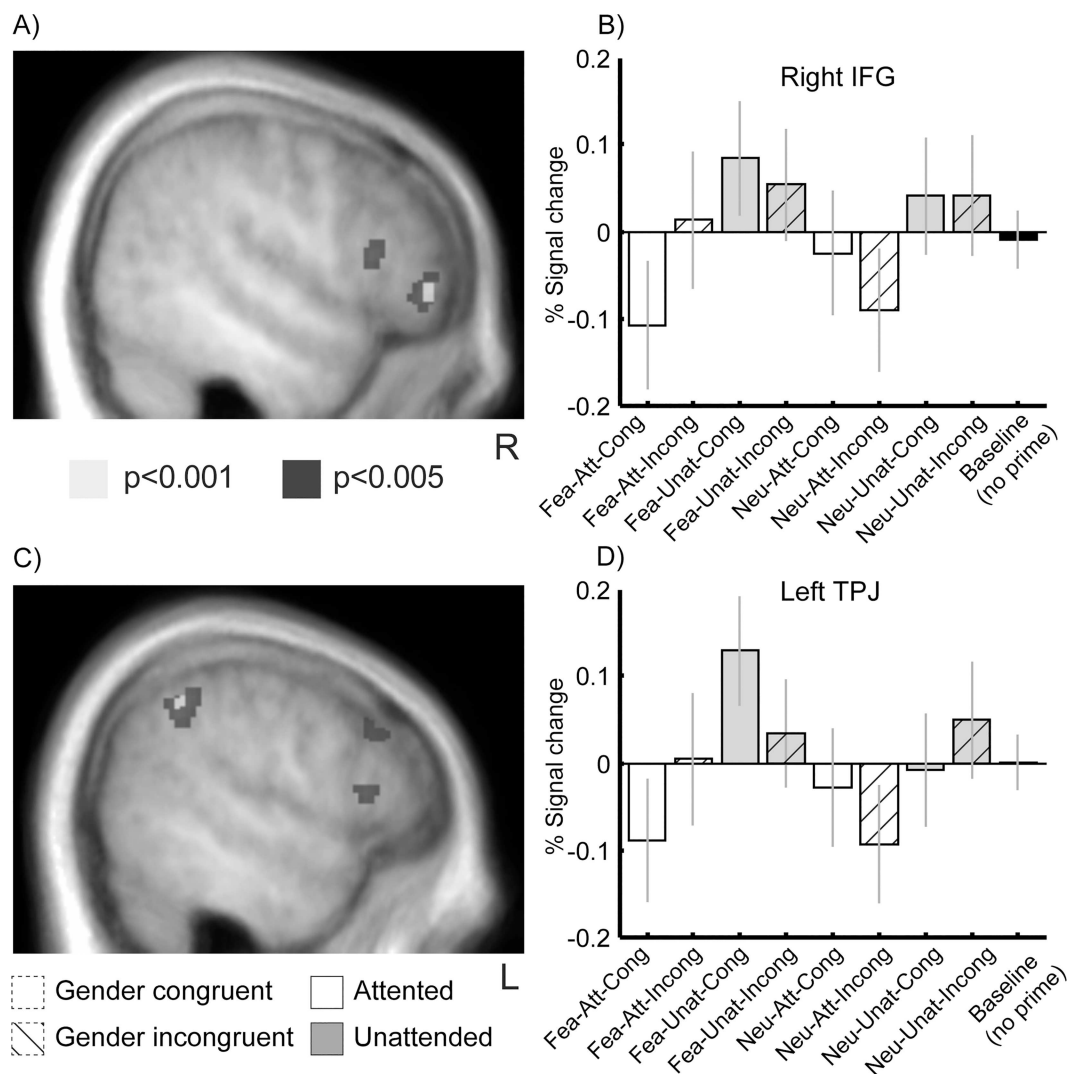 A)
R
p<0.001
p<0.005
B)
Right IFG
% Signal change
0.2
0.1
0
-0.1
-0.2
Fea-Att-Cong
Fea-Att-Incong
Fea-Unat-Cong
Fea-Unat-Incong
Neu-Att-Cong
Neu-Att-Incong
Neu-Unat-Cong
Neu-Unat-Incong
Baseline
(no prime)
C)
L
Gender congruent
Attented
Gender incongruent
Unattended
D)
Left TPJ
% Signal change
0.2
0.1
0
-0.1
-0.2
Fea-Att-Cong
Fea-Att-Incong
Fea-Unat-Cong
Fea-Unat-Incong
Neu-Att-Cong
Neu-Att-Incong
Neu-Unat-Cong
Neu-Unat-Incong
Baseline
(no prime)